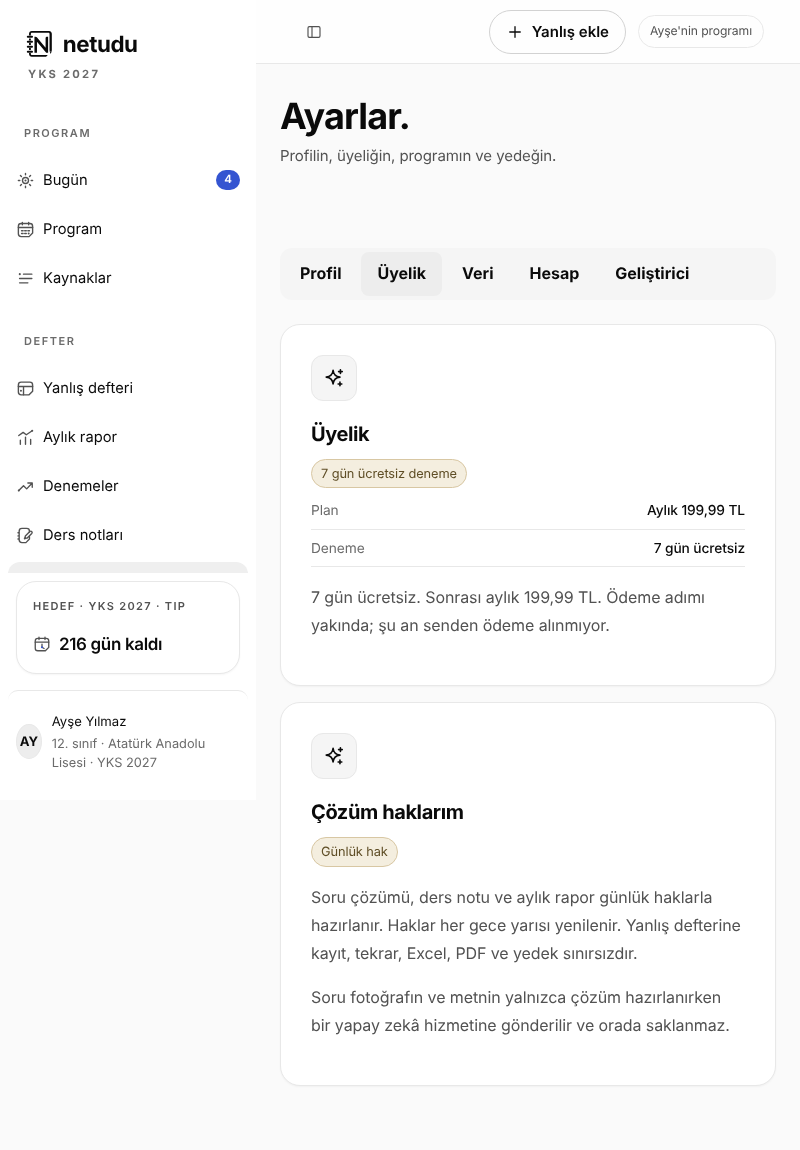 netudu
YKS 2027
PROGRAM
Bugün
4
Program
Kaynaklar
DEFTER
Yanlış defteri
Aylık rapor
Denemeler
Ders notları
HEDEF · YKS 2027 · TIP
216 gün kaldı
AY
Ayşe Yılmaz
12. sınıf · Atatürk Anadolu
Lisesi · YKS 2027
Yanlış ekle
Ayşe'nin programı
Ayarlar.
Profilin, üyeliğin, programın ve yedeğin.
Profil
Üyelik
Veri
Hesap
Geliştirici
Üyelik
7 gün ücretsiz deneme
Plan
Aylık 199,99 TL
Deneme
7 gün ücretsiz
7 gün ücretsiz. Sonrası aylık 199,99 TL. Ödeme adımı
yakında; şu an senden ödeme alınmıyor.
Çözüm haklarım
Günlük hak
Soru çözümü, ders notu ve aylık rapor günlük haklarla
hazırlanır. Haklar her gece yarısı yenilenir. Yanlış defterine
kayıt, tekrar, Excel, PDF ve yedek sınırsızdır.
Soru fotoğrafın ve metnin yalnızca çözüm hazırlanırken
bir yapay zekâ hizmetine gönderilir ve orada saklanmaz.